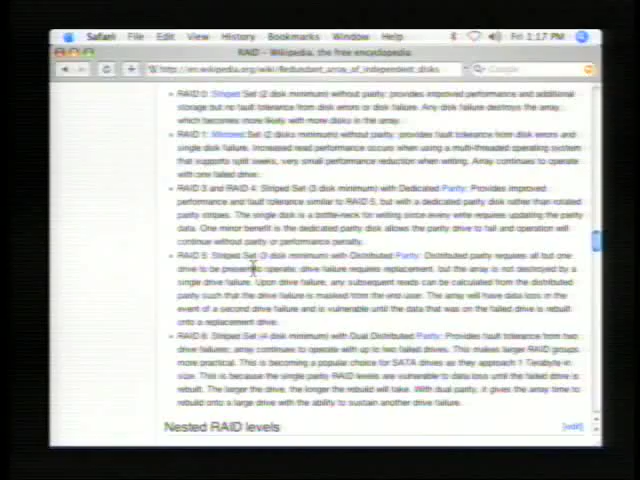 Safari File Edit View History Bookmarks Window Help Fri 1:17 PM
RAID - Wikipedia, the free encyclopedia
http://en.wikipedia.org/wiki/Redundant_array_of_independent_disks Google
RAID 0: Striped Set (2 disk minimum) without parity: provides improved performance and additional
storage but no fault tolerance from disk errors or disk failure. Any disk failure destroys the array,
which becomes more likely with more disks in the array.
RAID 1: Mirrored Set (2 disks minimum) without parity: provides fault tolerance from disk errors and
single disk failure. Increased read performance occurs when using a multi-threaded operating system
that supports split seeks, very small performance reduction when writing. Array continues to operate
with one failed drive.
RAID 3 and RAID 4: Striped Set (3 disk minimum) with Dedicated Parity: Provides improved
performance and fault tolerance similar to RAID 5, but with a dedicated parity disk rather than rotated
parity stripes. The single disk is a bottle-neck for writing since every write requires updating the parity
data. One minor benefit is the dedicated parity disk allows the parity drive to fail and operation will
continue without parity or performance penalty.
RAID 5: Striped Set (3 disk minimum) with Distributed Parity: Distributed parity requires all but one
drive to be present to operate; drive failure requires replacement, but the array is not destroyed by a
single drive failure. Upon drive failure, any subsequent reads can be calculated from the distributed
parity such that the drive failure is masked from the end user. The array will have data loss in the
event of a second drive failure and is vulnerable until the data that was on the failed drive is rebuilt
onto a replacement drive.
RAID 6: Striped Set (4 disk minimum) with Dual Distributed Parity: Provides fault tolerance from two
drive failures; array continues to operate with up to two failed drives. This makes larger RAID groups
more practical. This is becoming a popular choice for SATA drives as they approach 1 Terabyte in
size. This is because the single parity RAID levels are vulnerable to data loss until the failed drive is
rebuilt. The larger the drive, the longer the rebuild will take. With dual parity, it gives the array time to
rebuild onto a large drive with the ability to sustain another drive failure.
Nested RAID levels [edit]